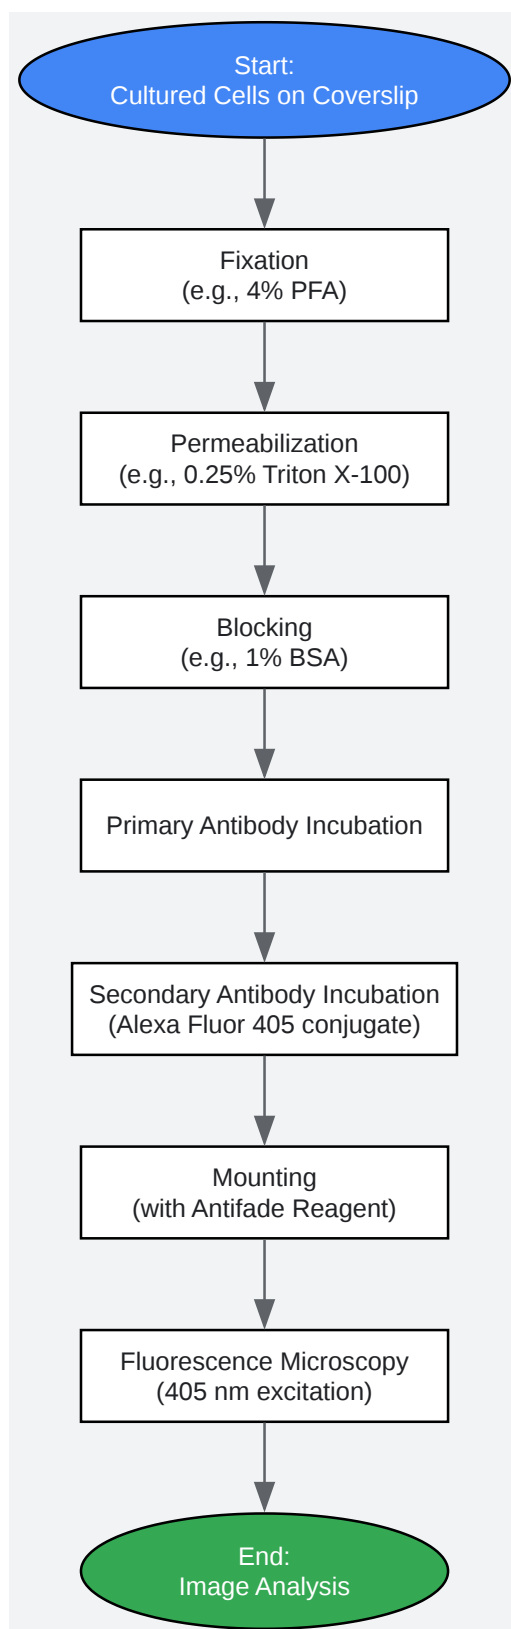 Start:
Cultured Cells on Coverslip
Fixation
(e.g., 4% PFA)
Permeabilization
(e.g., 0.25% Triton X-100)
Blocking
(e.g., 1% BSA)
Primary Antibody Incubation
Secondary Antibody Incubation
(Alexa Fluor 405 conjugate)
Mounting
(with Antifade Reagent)
Fluorescence Microscopy
(405 nm excitation)
End:
Image Analysis